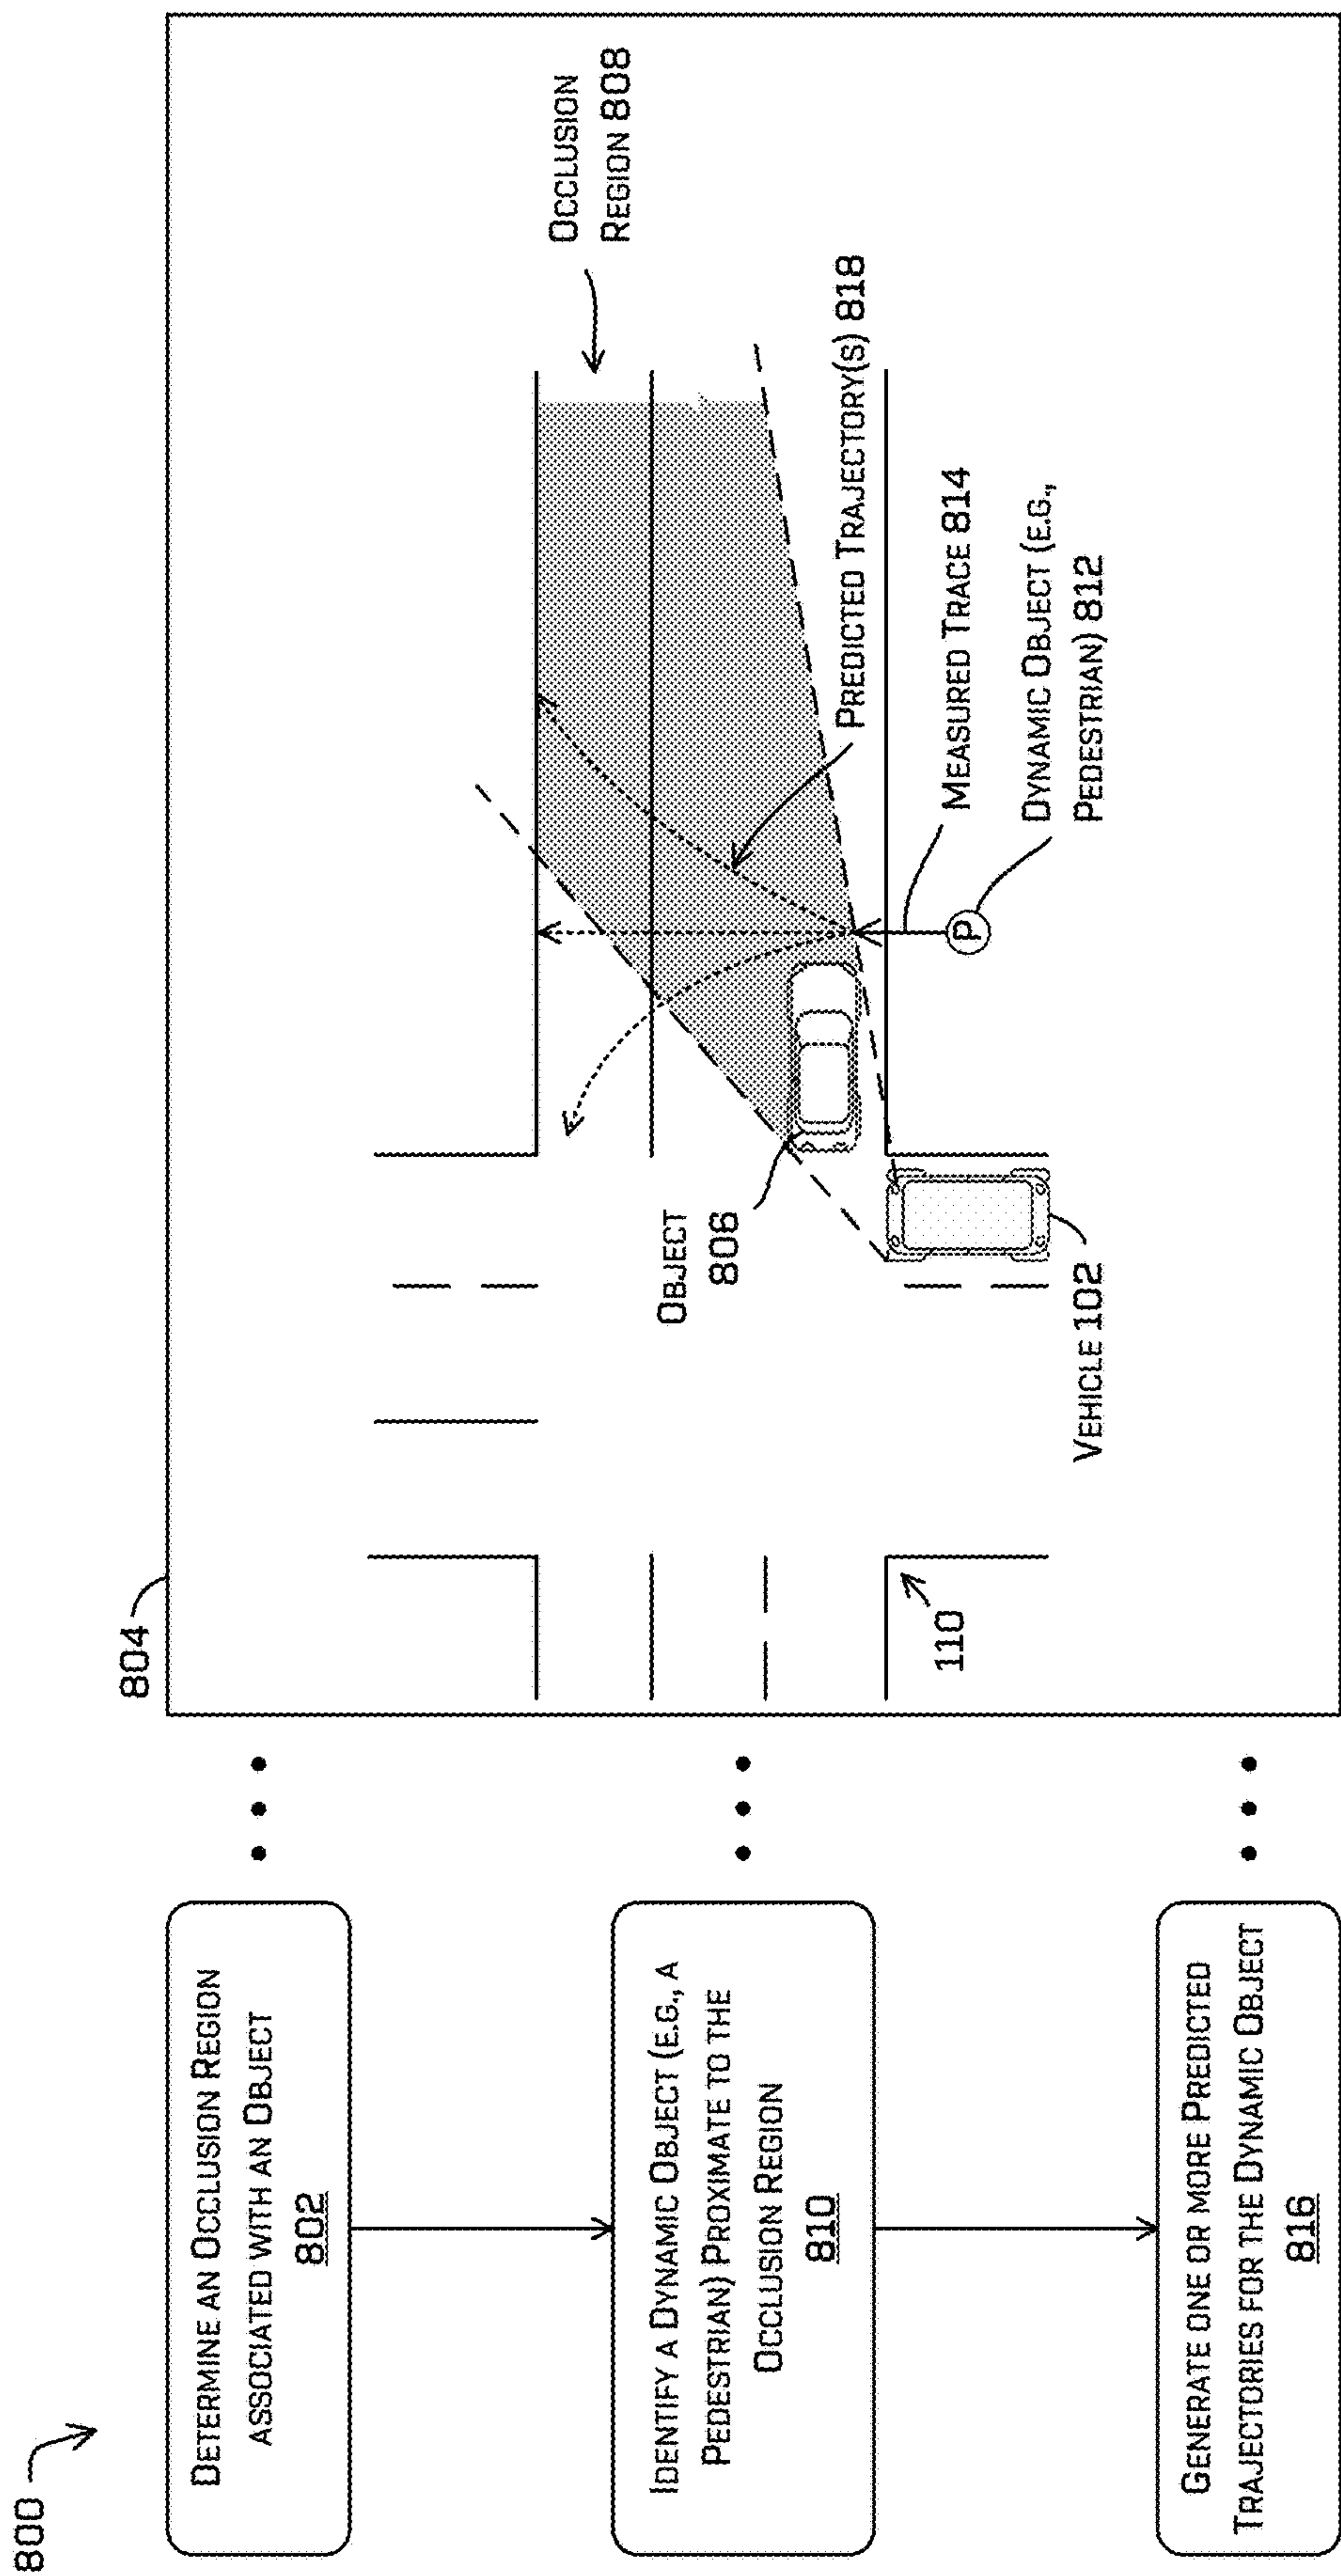 800
DETERMINE AN OCCLUSION REGION
ASSOCIATED WITH AN OBJECT
802
IDENTIFY A DYNAMIC OBJECT (E.G., A
PEDESTRIAN) PROXIMATE TO THE
OCCLUSION REGION
810
GENERATE ONE OR MORE PREDICTED
TRAJECTORIES FOR THE DYNAMIC OBJECT
816
804
OCCLUSION
REGION 808
OBJECT
806
PREDICTED TRAJECTORY(S) 818
MEASURED TRACE 814
P
DYNAMIC OBJECT (E.G.,
PEDESTRIAN) 812
110
VEHICLE 102